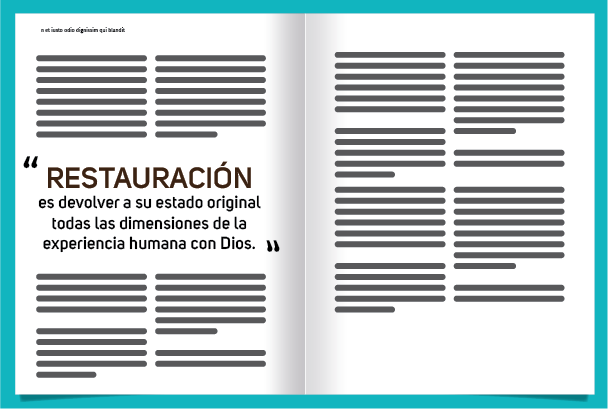 n et iusto odio dignissim qui blandit
“ RESTAURACIÓN
es devolver a su estado original
todas las dimensiones de la
experiencia humana con Dios. ”